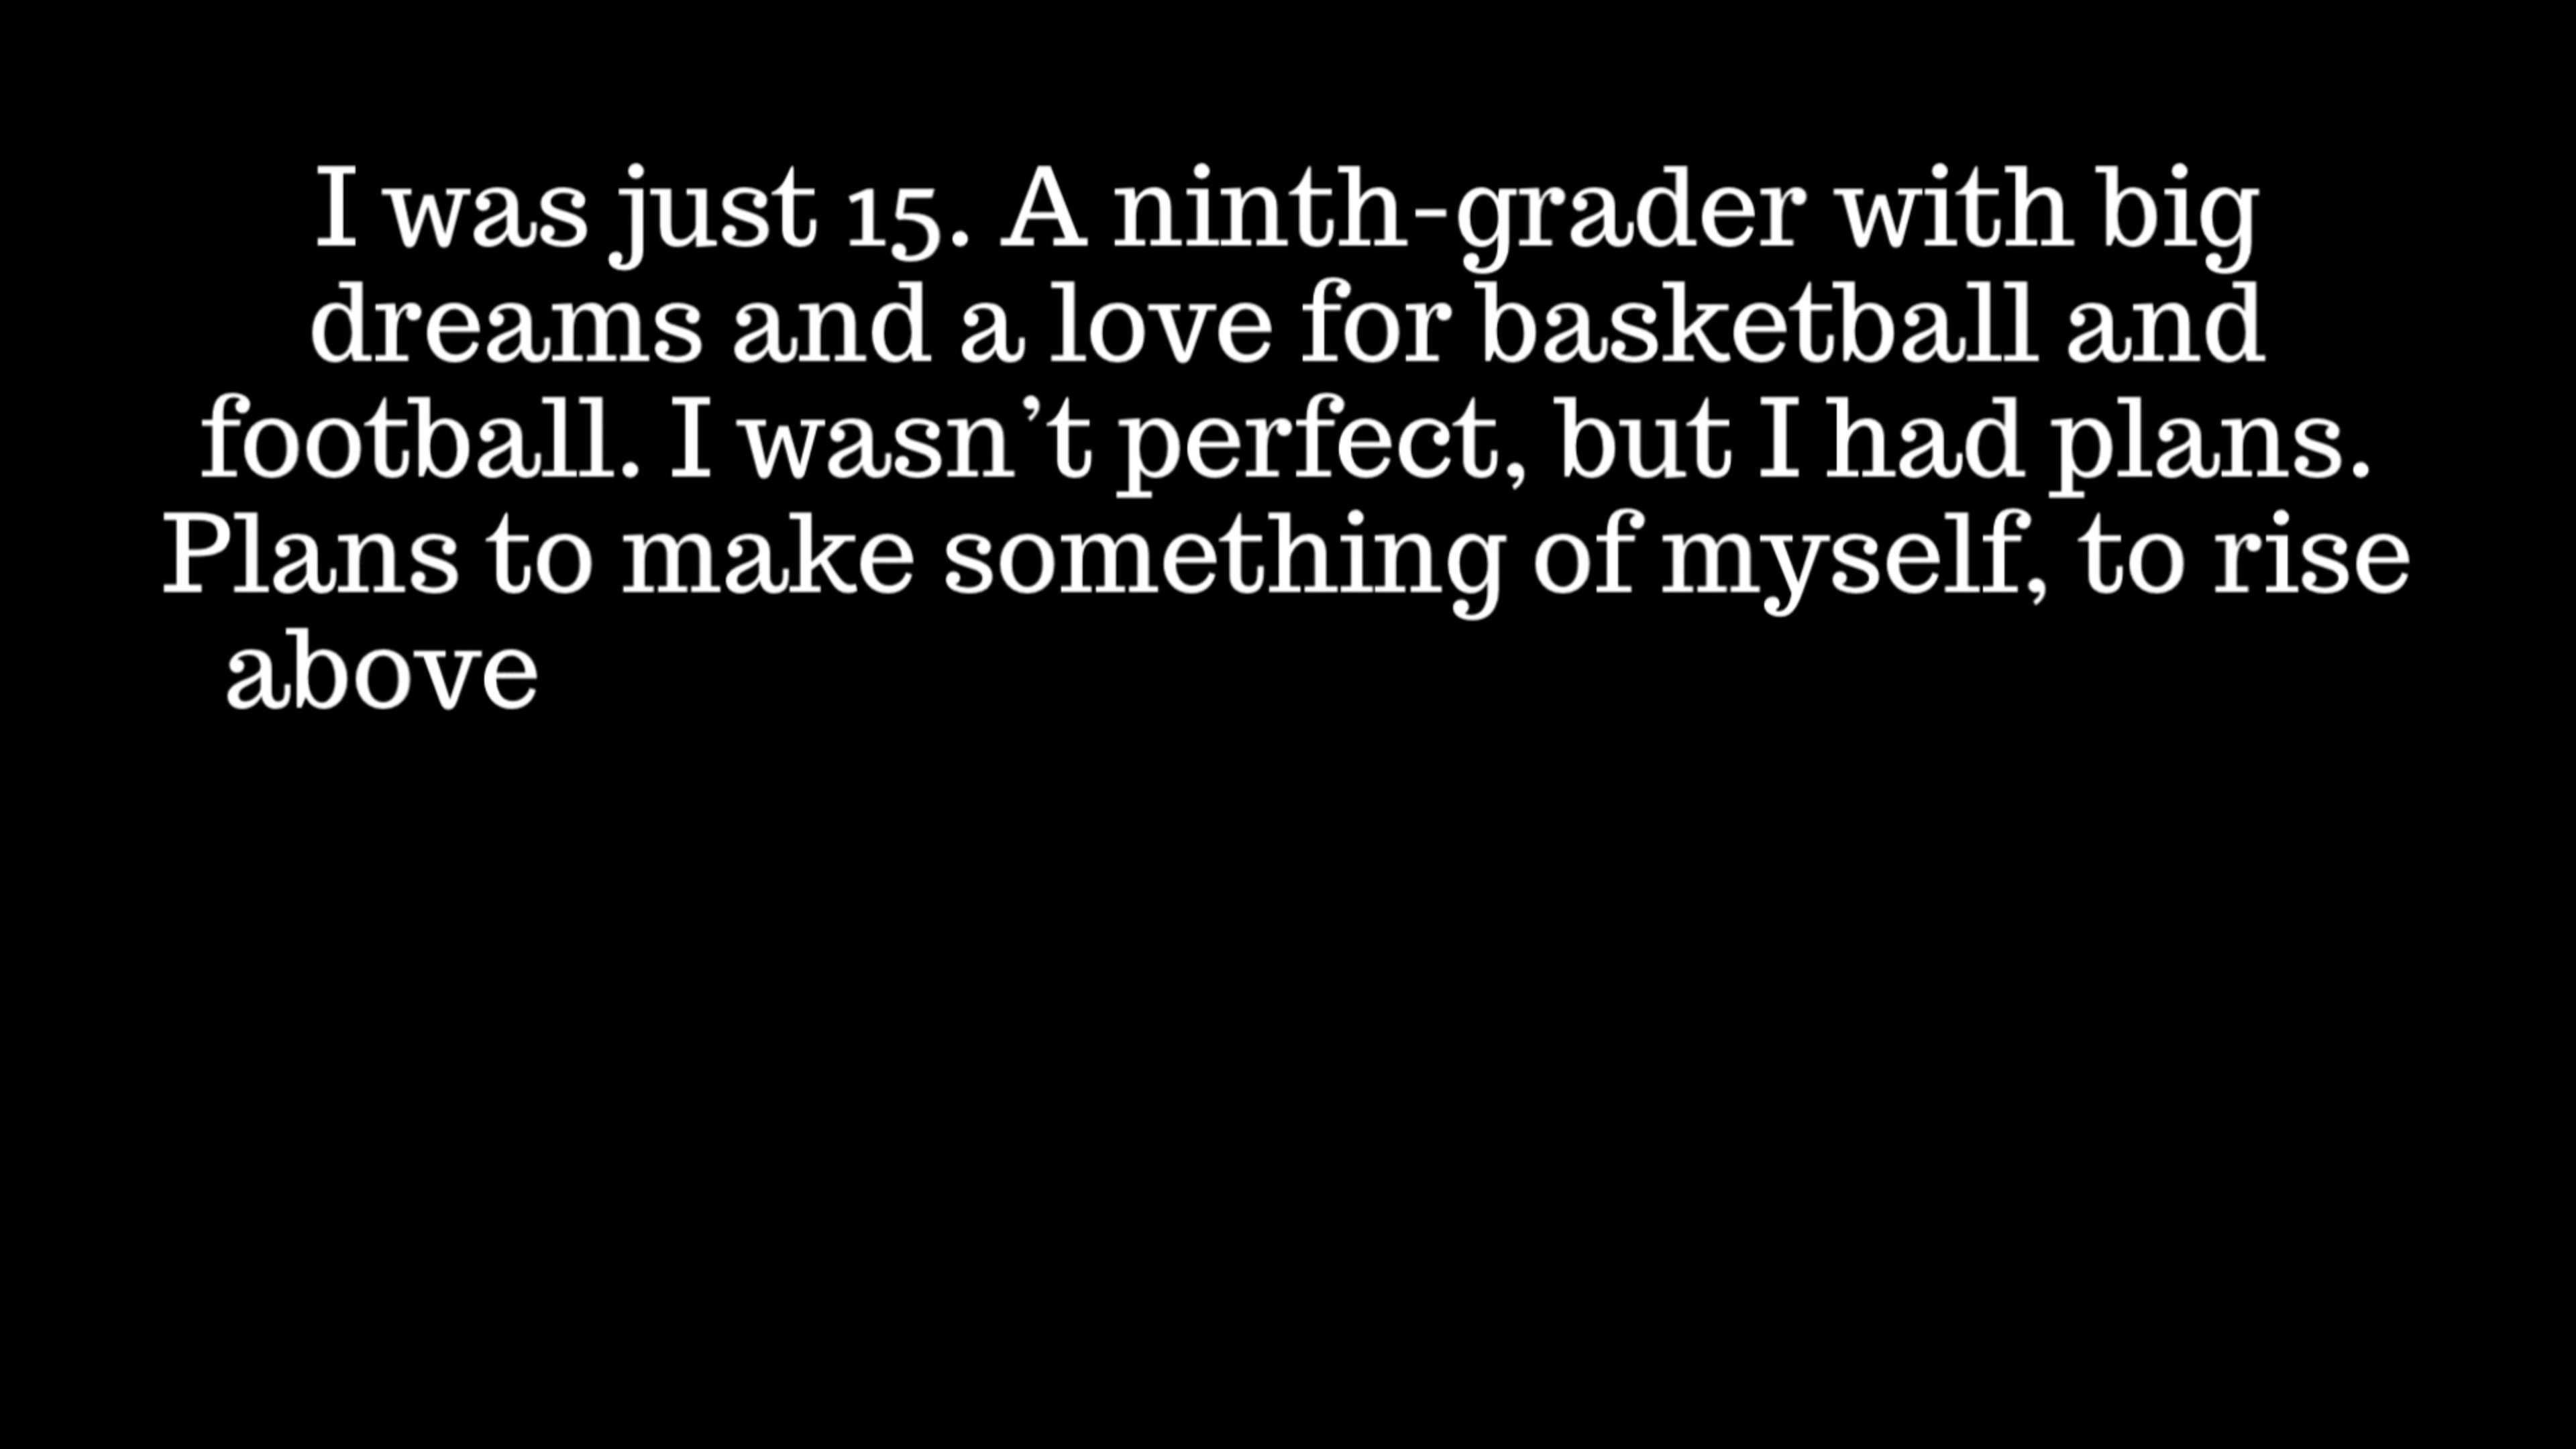 I was just 15. A ninth-grader with big
dreams and a love for basketball and
football. I wasn’t perfect, but I had plans.
Plans to make something of myself, to rise
above